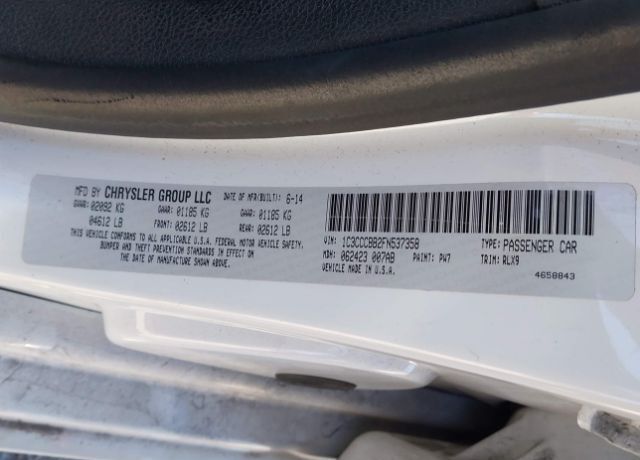 MFD BY CHRYSLER GROUP LLC DATE OF MFR(BUILT): 6-14
GVWR: 02092 KG GAWR: 01185 KG GAWR: 01185 KG
04612 LB FRONT: 02612 LB REAR: 02612 LB
THIS VEHICLE CONFORMS TO ALL APPLICABLE U.S.A. FEDERAL MOTOR VEHICLE SAFETY,
BUMPER AND THEFT PREVENTION STANDARDS IN EFFECT ON
THE DATE OF MANUFACTURE SHOWN ABOVE.
VIN: 1C3CCCBB2FN537358 TYPE: PASSENGER CAR
MDH: 062423 007AB PAINT: PW7 TRIM: RLX9
VEHICLE MADE IN U.S.A. 4658843